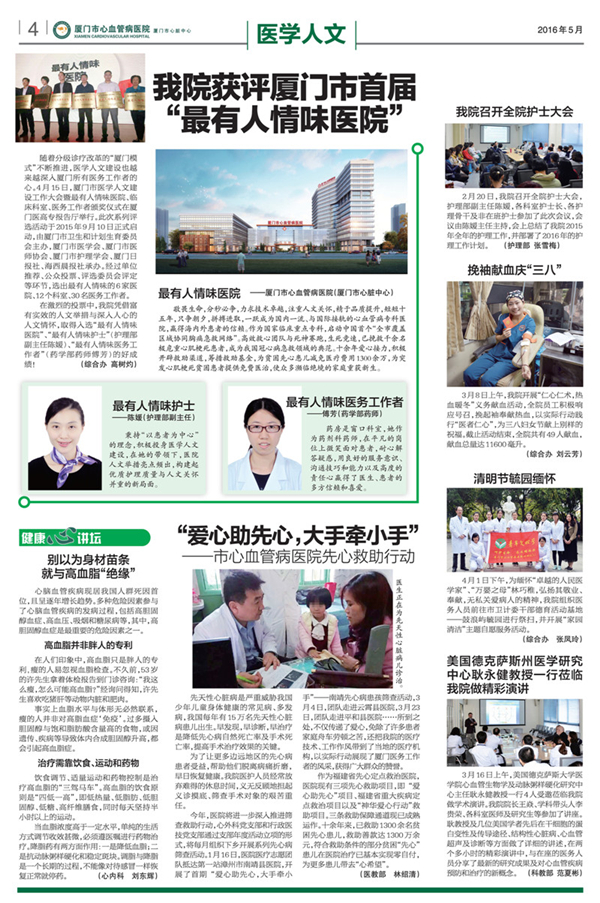 4
厦门市心血管病医院
XIAMEN CARDIOVASCULAR HOSPITAL
厦门市心脏中心
医学人文
2016年5月
我院获评厦门市首届
“最有人情味医院”
随着分级诊疗改革的“厦门模
式”不断推进,医学人文建设也越
来越深入厦门所有医务工作者的
心,4月15日,厦门市医学人文建
设工作大会暨最有人情味医院、临
床科室、医务工作者颁奖仪式在厦
门医高专报告厅举行,此次系列评
选活动于2015年9月10日正式启
动,由厦门市卫生和计划生育委员
会主办,厦门市医学会、厦门市医
师协会、厦门市护理学会、厦门日
报社、海西晨报社承办。经过单位
推荐、公众投票、评选委员会评定
等环节,选出最有人情味的6家医
院,12个科室,30名医务工作者。
在激烈的投票中,我院凭借富
有实效的人文举措与深入人心的
人文情怀,取得入选“最有人情味
医院”、“最有人情味护士”(护理部
副主任陈媛)、“最有人情味医务工
作者”(药学部药师傅芳)的好成
绩! (综合办 高树灼)
最有人情味医院 ——厦门市心血管病医院(厦门市心脏中心)
敬畏生命,分秒必争,力求技术卓越,注重人文关怀,精于品质提升,短短十
五年,只争朝夕,拼搏进取,一跃成为国内一流、与国际接轨的心血管病专科医
院,赢得海内外患者的信赖。作为国家临床重点专科,启动中国首个“全市覆盖
区域协同胸痛急救网络”,高效救心团队与死神赛跑,生死竞速,已挽救千余名
极危重心肌梗死患者,成为我国冠心病急救领域的典范。十余年爱心接力,积极
开辟救助渠道,筹措救助基金,为贫困先心患儿减免医疗费用1300余万,为突
发心肌梗死贫困患者提供免费医治,使众多濒临绝境的家庭重获新生。
最有人情味护士
——陈媛(护理部副主任)
秉持“以患者为中心”
的理念,积极投身医学人文
建设,在她的带领下,医院
人文举措亮点频出,构建起
优质护理质量与人文关怀
并重的新局面。
最有人情味医务工作者
——傅芳(药学部药师)
药房是窗口科室,她作
为药剂科药师,在平凡的岗
位上微笑面对患者,耐心解
答疑惑,用良好的服务意识、
沟通技巧和能力以及高度的
责任心赢得了医生、患者的
多方信赖和喜爱。
我院召开全院护士大会
2月20日,我院召开全院护士大会,
护理部副主任陈媛、各科室护士长、各护
理骨干及非在班护士参加了此次会议,会
议由陈媛主任主持,会上总结了我院2015
年全年的护理工作,并部署了2016年的护
理工作计划。 (护理部 张雪梅)
挽袖献血庆“三八”
3月8日上午,我院开展“仁心仁术,热
血暖冬”义务献血活动,全院员工积极响
应号召,挽起袖奉献热血,以实际行动践
行“医者仁心”,为三八妇女节献上别样的
祝福,截止活动结束,全院共有49人献血,
献血总量达11600毫升。
(综合办 刘云芳)
清明节毓园缅怀
4月1日下午,为缅怀“卓越的人民医
学家”、“万婴之母”林巧稚,弘扬其敬业、
奉献、无私关爱病人的精神,我院组织医
务人员前往市卫计委干部德育活动基地
——鼓浪屿毓园进行祭扫,并开展“家园
清洁”主题自愿服务活动。
(综合办 张凤玲)
美国德克萨斯州医学研究
中心耿永健教授一行莅临
我院做精彩演讲
3月16日上午,美国德克萨斯大学医
学院心血管生物学及动脉粥样硬化研究中
心主任耿永健教授一行4人受邀莅临我院
做学术演讲,我院院长王焱、学科带头人李
贵荣、各科室医师及研究生等参加了讲座。
耿教授及几位美国学者先后在干细胞的蛋
白变性及传导途径、结构性心脏病、心血管
超声及诊断等方面做了详细的讲述,在两
个多小时的精彩演讲中,与在座的医务人
员分享了最新的研究成果及对心血管疾病
预防和治疗的新概念。 (科教部 范夏彬)
健康心讲坛
别以为身材苗条
就与高血脂“绝缘”
心脑血管疾病现居我国人群死因首
位,且呈逐年增长趋势,多种危险因素参与
了心脑血管疾病的发病过程,包括高胆固
醇血症、高血压、吸烟和糖尿病等,其中,高
胆固醇血症是最重要的危险因素之一。
高血脂并非胖人的专利
在人们印象中,高血脂只是胖人的专
利,瘦的人易忽视血脂检查。不久前,53岁
的许先生拿着体检报告到门诊咨询:“我这
么瘦,怎么可能高血脂?”经询问得知,许先
生喜欢吃猪肝等动物内脏和肥肉。
事实上血脂水平与体形无必然联系,
瘦的人并非对高脂血症‘免疫’,过多摄入
胆固醇与饱和脂肪酸含量高的食物,或因
遗传、疾病等导致体内合成胆固醇升高,都
会引起高血脂症。
治疗需靠饮食、运动和药物
饮食调节、适量运动和药物控制是治
疗高血脂的“三驾马车”。高血脂的饮食原
则是“四低一高”,即低热量、低脂肪、低胆
固醇、低糖、高纤维膳食,同时每天坚持半
小时以上的运动。
当血脂浓度高于一定水平,单纯的生活
方式调节收效甚微,必须遵医嘱进行药物治
疗,降脂药有两方面作用:一是降低血脂;二
是抗动脉粥样硬化和稳定斑块,调脂与降脂
是一个长期的过程,不能像对待感冒一样恢
复正常就停药。 (心内科 刘东辉)
“爱心助先心,大手牵小手”
——市心血管病医院先心救助行动
医生正在为先天性心脏病儿诊治。
先天性心脏病是严重威胁我国
少年儿童身体健康的常见病、多发
病,我国每年有15万名先天性心脏
病患儿出生。早发现,早诊断,早治疗
是降低先心病自然死亡率及手术死
亡率、提高手术治疗效果的关键。
为了让更多边远地区的先心病
患者受益,帮助他们脱离病痛折磨,
早日恢复健康,我院医护人员经常放
弃难得的休息时间,义无反顾地担起
义诊摸底、筛查手术对象的艰苦重
任。
今年,医院将进一步深入推进筛
查救助行动,心外科党支部和行政医
技党支部通过支部年度活动立项的形
式,将每月组织下乡开展系列先心病
筛查活动。1月16日,医院医疗志愿团
队抵达第一站漳州市南靖县医院,开
展了首期“爱心助先心,大手牵小
手”——南靖先心病患孩筛查活动,3
月4日,团队走进云霄县医院,3月23
日,团队走进平和县医院……所到之
处,不仅传递了爱心,免除了许多患者
家庭舟车劳顿之苦,还把我院的医疗
技术、工作作风带到了当地的医疗机
构,以实际行动展现了厦门医务工作
者的风采,获得广大群众的赞誉。
作为福建省先心定点救治医院,
医院现有三项先心救助项目,即“爱
心助先心”项目、福建省重大疾病定
点救治项目以及“神华爱心行动”救
助项目,三条救助保障通道现已成熟
运作。十余年来,已救助1300余名贫
困先心患儿,救助善款达1300万余
元,符合救助条件的部分贫困“先心”
患儿在医院治疗已基本实现零自付,
为更多患儿带去“心希望”。
(医教部 林绍清)